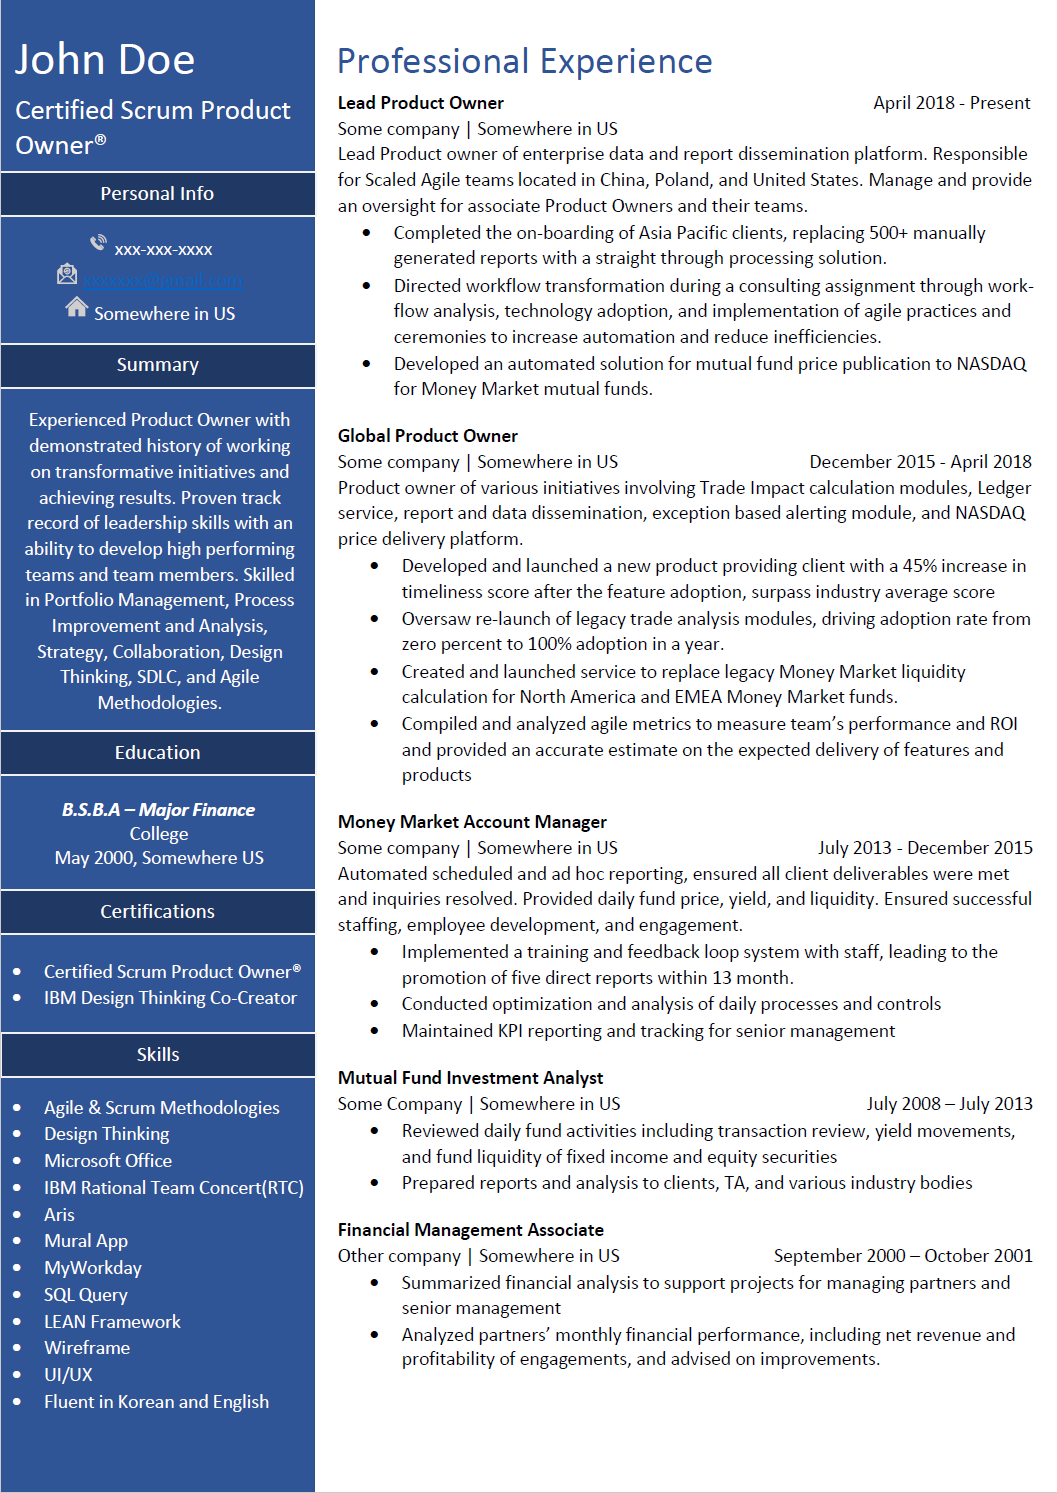 John Doe
Certified Scrum Product
Owner®
Personal Info
xxx-xxx-xxxx
xxxxxxx@gmail.com
Somewhere in US
Summary
Experienced Product Owner with
demonstrated history of working
on transformative initiatives and
achieving results. Proven track
record of leadership skills with an
ability to develop high performing
teams and team members. Skilled
in Portfolio Management, Process
Improvement and Analysis,
Strategy, Collaboration, Design
Thinking, SDLC, and Agile
Methodologies.
Education
B.S.B.A – Major Finance
College
May 2000, Somewhere US
Certifications
• Certified Scrum Product Owner®
• IBM Design Thinking Co-Creator
Skills
• Agile & Scrum Methodologies
• Design Thinking
• Microsoft Office
• IBM Rational Team Concert(RTC)
• Aris
• Mural App
• MyWorkday
• SQL Query
• LEAN Framework
• Wireframe
• UI/UX
• Fluent in Korean and English
Professional Experience
Lead Product Owner April 2018 - Present
Some company | Somewhere in US
Lead Product owner of enterprise data and report dissemination platform. Responsible
for Scaled Agile teams located in China, Poland, and United States. Manage and provide
an oversight for associate Product Owners and their teams.
• Completed the on-boarding of Asia Pacific clients, replacing 500+ manually
generated reports with a straight through processing solution.
• Directed workflow transformation during a consulting assignment through work-
flow analysis, technology adoption, and implementation of agile practices and
ceremonies to increase automation and reduce inefficiencies.
• Developed an automated solution for mutual fund price publication to NASDAQ
for Money Market mutual funds.
Global Product Owner
Some company | Somewhere in US December 2015 - April 2018
Product owner of various initiatives involving Trade Impact calculation modules, Ledger
service, report and data dissemination, exception based alerting module, and NASDAQ
price delivery platform.
• Developed and launched a new product providing client with a 45% increase in
timeliness score after the feature adoption, surpass industry average score
• Oversaw re-launch of legacy trade analysis modules, driving adoption rate from
zero percent to 100% adoption in a year.
• Created and launched service to replace legacy Money Market liquidity
calculation for North America and EMEA Money Market funds.
• Compiled and analyzed agile metrics to measure team’s performance and ROI
and provided an accurate estimate on the expected delivery of features and
products
Money Market Account Manager
Some company | Somewhere in US July 2013 - December 2015
Automated scheduled and ad hoc reporting, ensured all client deliverables were met
and inquiries resolved. Provided daily fund price, yield, and liquidity. Ensured successful
staffing, employee development, and engagement.
• Implemented a training and feedback loop system with staff, leading to the
promotion of five direct reports within 13 month.
• Conducted optimization and analysis of daily processes and controls
• Maintained KPI reporting and tracking for senior management
Mutual Fund Investment Analyst
Some Company | Somewhere in US July 2008 – July 2013
• Reviewed daily fund activities including transaction review, yield movements,
and fund liquidity of fixed income and equity securities
• Prepared reports and analysis to clients, TA, and various industry bodies
Financial Management Associate
Other company | Somewhere in US September 2000 – October 2001
• Summarized financial analysis to support projects for managing partners and
senior management
• Analyzed partners’ monthly financial performance, including net revenue and
profitability of engagements, and advised on improvements.